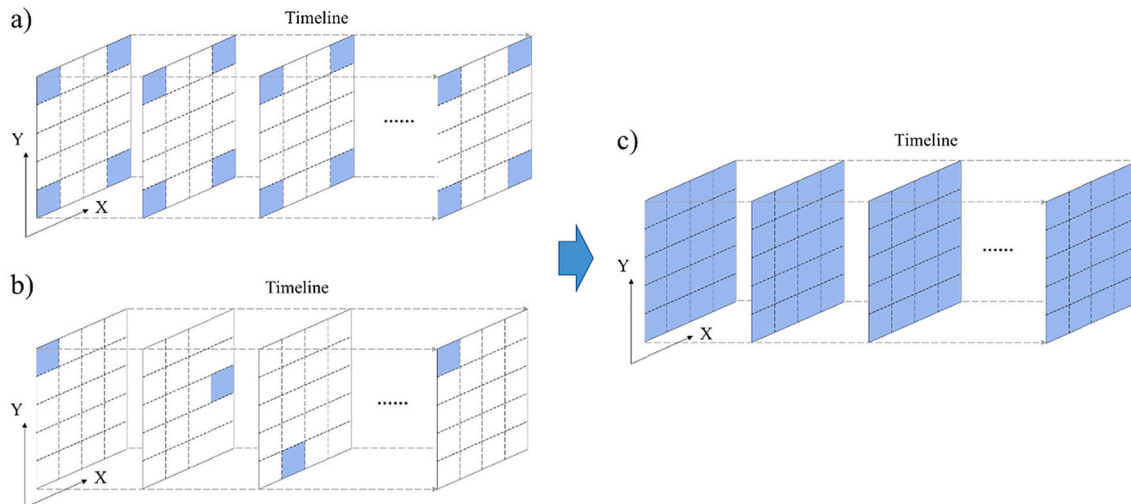 a)
Timeline
Y
......
X
b)
Timeline
Y
......
X
c)
Timeline
Y
......
X